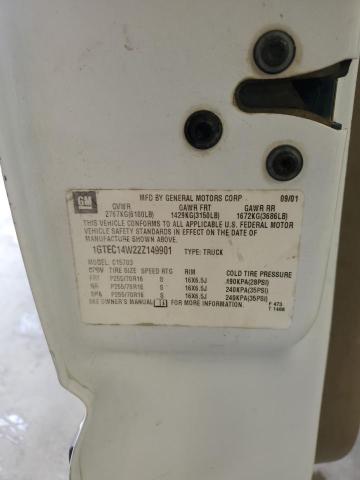 GM
MFD BY GENERAL MOTORS CORP 09/01
GVWR GAWR FRT GAWR RR
2767KG(6100LB) 1429KG(3150LB) 1672KG(3686LB)
THIS VEHICLE CONFORMS TO ALL APPLICABLE U.S. FEDERAL MOTOR
VEHICLE SAFETY STANDARDS IN EFFECT ON THE DATE OF
MANUFACTURE SHOWN ABOVE.
1GTEC14W22Z149901 TYPE: TRUCK
MODEL: C15703
TIRE SIZE SPEED RTG RIM COLD TIRE PRESSURE
FRT P255/70R16 S 16X6.5J 190KPA(28PSI)
RR P255/70R16 S 16X6.5J 240KPA(35PSI)
SPA P255/70R16 S 16X6.5J 240KPA(35PSI)
SEE OWNER'S MANUAL FOR MORE INFORMATION. F 473
T 1488